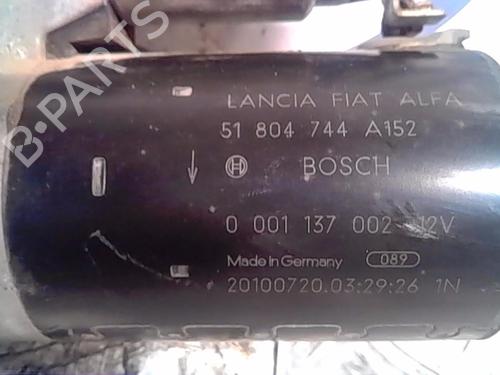 B-PARTS
LANCIA FIAT ALFA
51 804 744 A152
BOSCH
0 001 137 002 12V
Made in Germany 089
20100720.03:29:26 1N